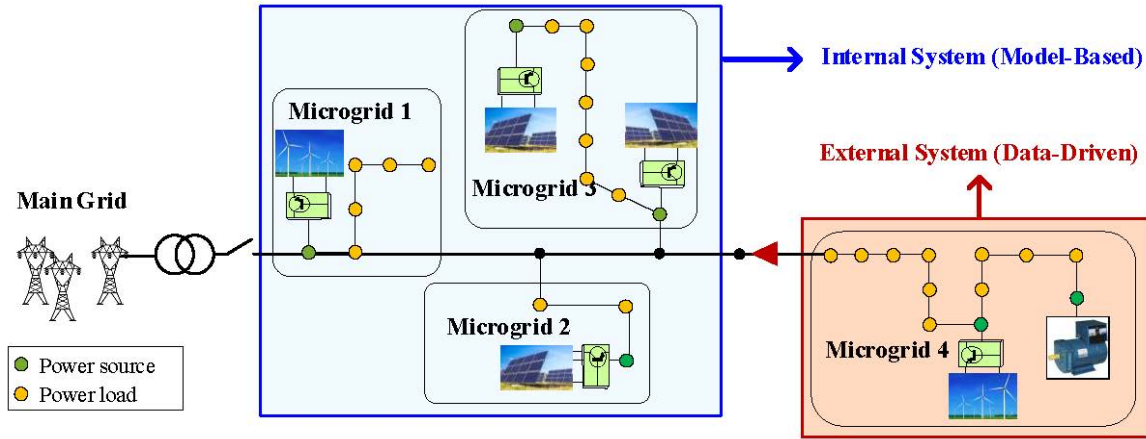 Internal System (Model-Based)
Microgrid 1
External System (Data-Driven)
Microgrid 3
Main Grid
Microgrid 2
Microgrid 4
Power source
Power load